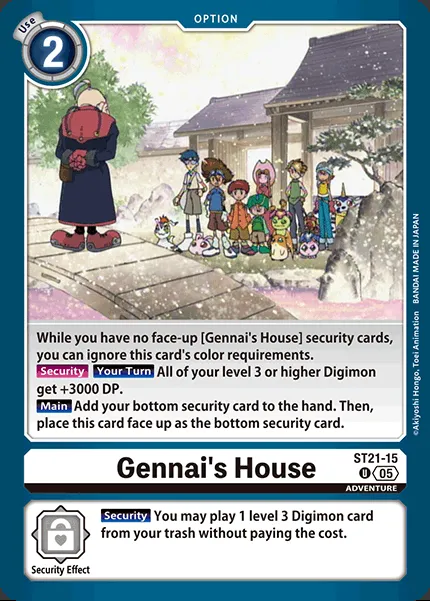 OPTION
Use
2
While you have no face-up [Gennai's House] security cards,
you can ignore this card's color requirements.
Security Your Turn All of your level 3 or higher Digimon
get +3000 DP.
Main Add your bottom security card to the hand. Then,
place this card face up as the bottom security card.
©Akiyoshi Hongo, Toei Animation BANDAI MADE IN JAPAN
Gennai's House
ST21-15
U 05
ADVENTURE
Security You may play 1 level 3 Digimon card
from your trash without paying the cost.
Security Effect